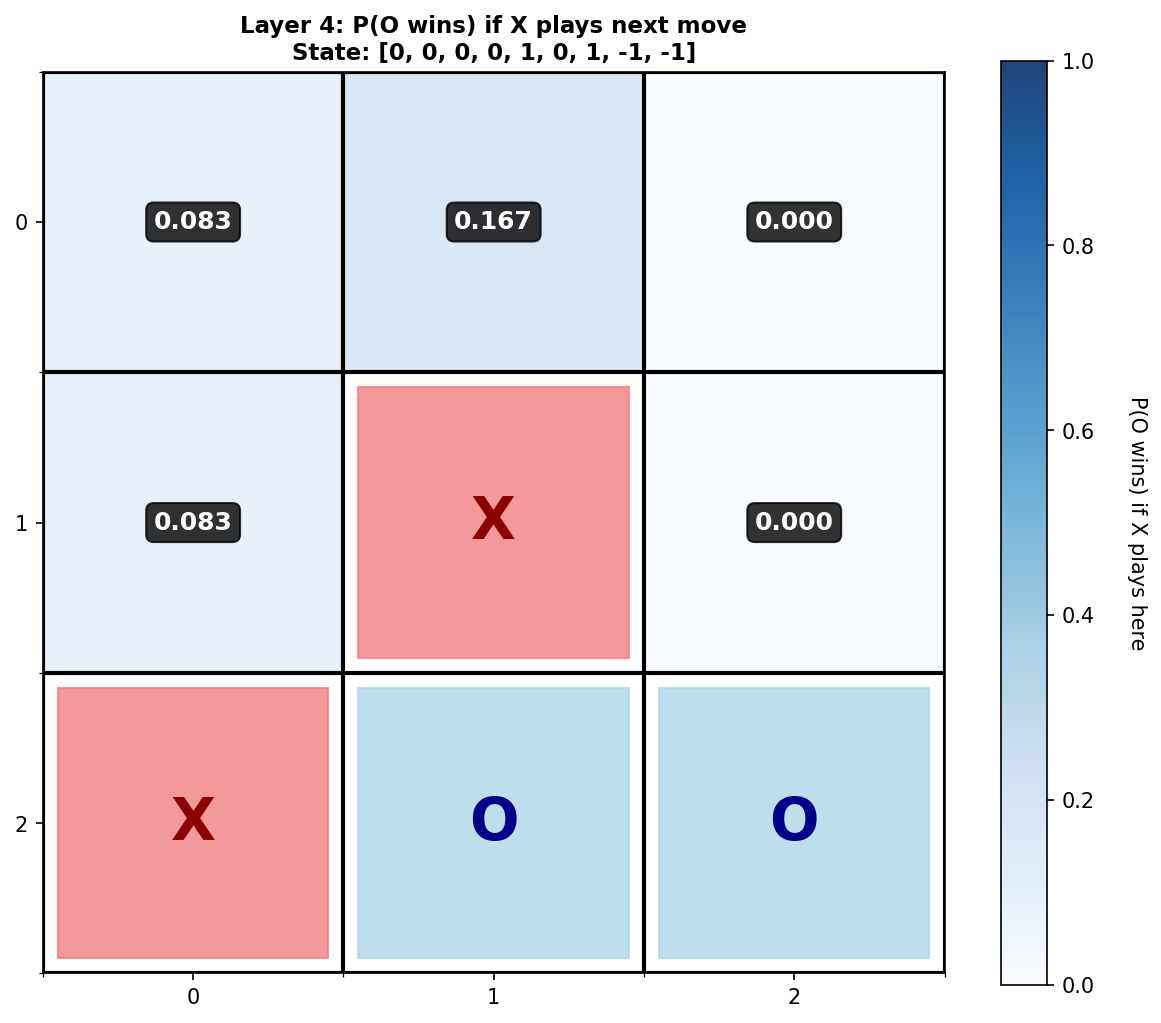 Layer 4: P(O wins) if X plays next move
State: [0, 0, 0, 0, 1, 0, 1, -1, -1]
0.083 0.167 0.000
0.083 X 0.000
X O O
0
1
2
0 1 2
1.0
0.8
0.6
0.4
0.2
0.0
P(O wins) if X plays here